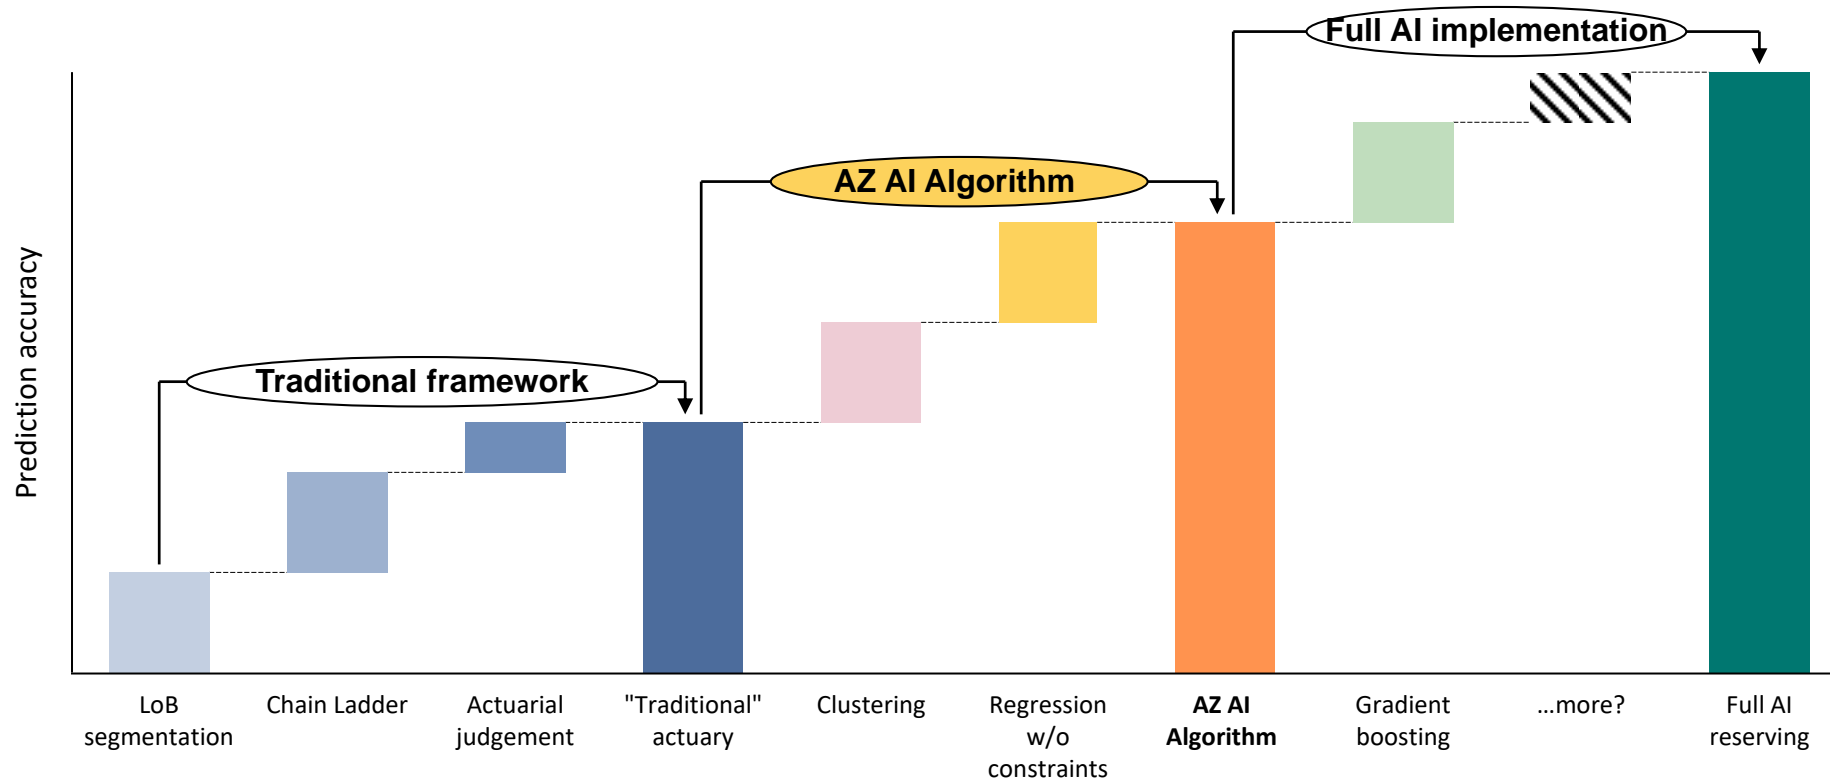 Full AI implementation
AZ AI Algorithm
Traditional framework
Prediction accuracy
LoB
segmentation
Chain Ladder
Actuarial
judgement
"Traditional"
actuary
Clustering
Regression
w/o
constraints
AZ AI
Algorithm
Gradient
boosting
...more?
Full AI
reserving